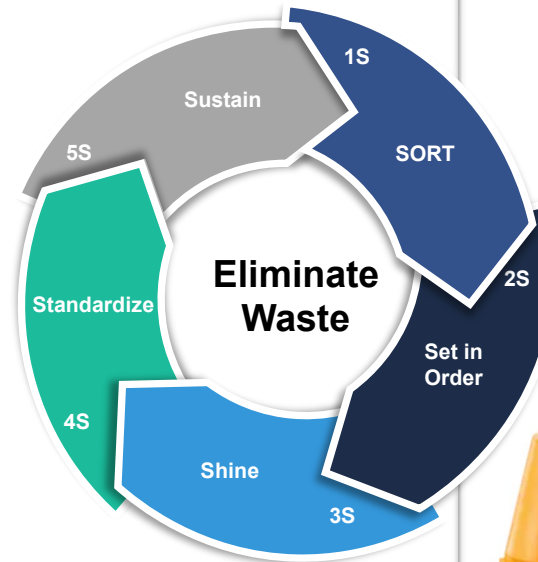 1S
SORT
2S
Set in
Order
3S
Shine
4S
Standardize
5S
Sustain
Eliminate
Waste